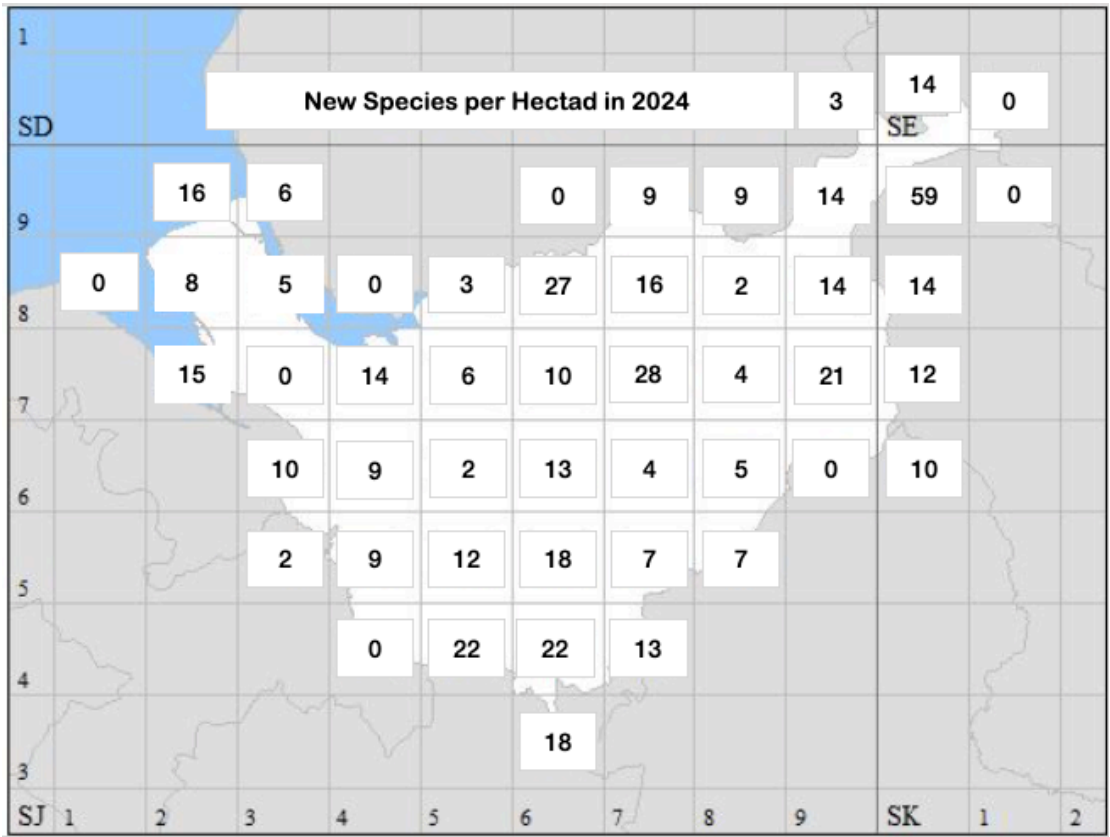 1
14
New Species per Hectad in 2024 3 0
SD SE
16 6 0 9 9 14 59 0
9
0 8 5 0 3 27 16 2 14 14
8
15 0 14 6 10 28 4 21 12
7
10 9 2 13 4 5 0 10
6
2 9 12 18 7 7
5
0 22 22 13
4
18
3
SJ 1 2 3 4 5 6 7 8 9 SK 1 2